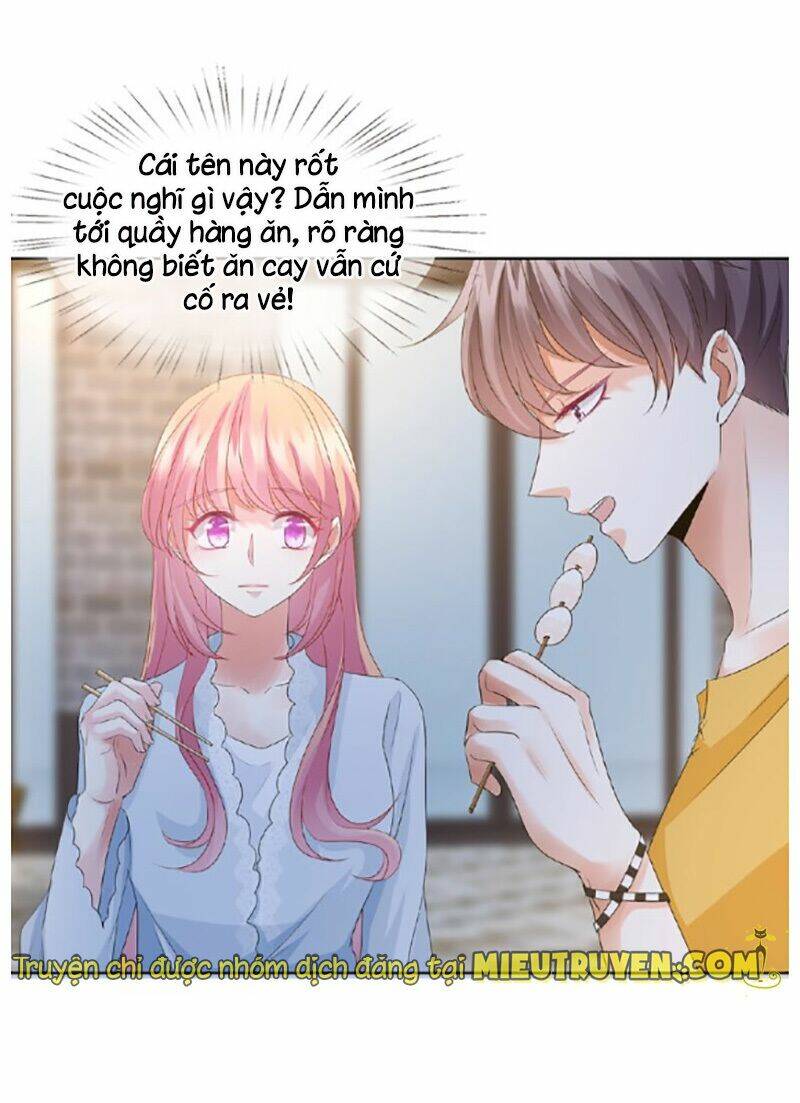 Cái tên này rốt
cuộc nghĩ gì vậy? Dẫn mình
tới quầy hàng ăn, rõ ràng
không biết ăn cay vẫn cứ
cố ra vẻ!
Truyện chỉ được nhóm dịch đăng tại MIEUTRUYEN.COM